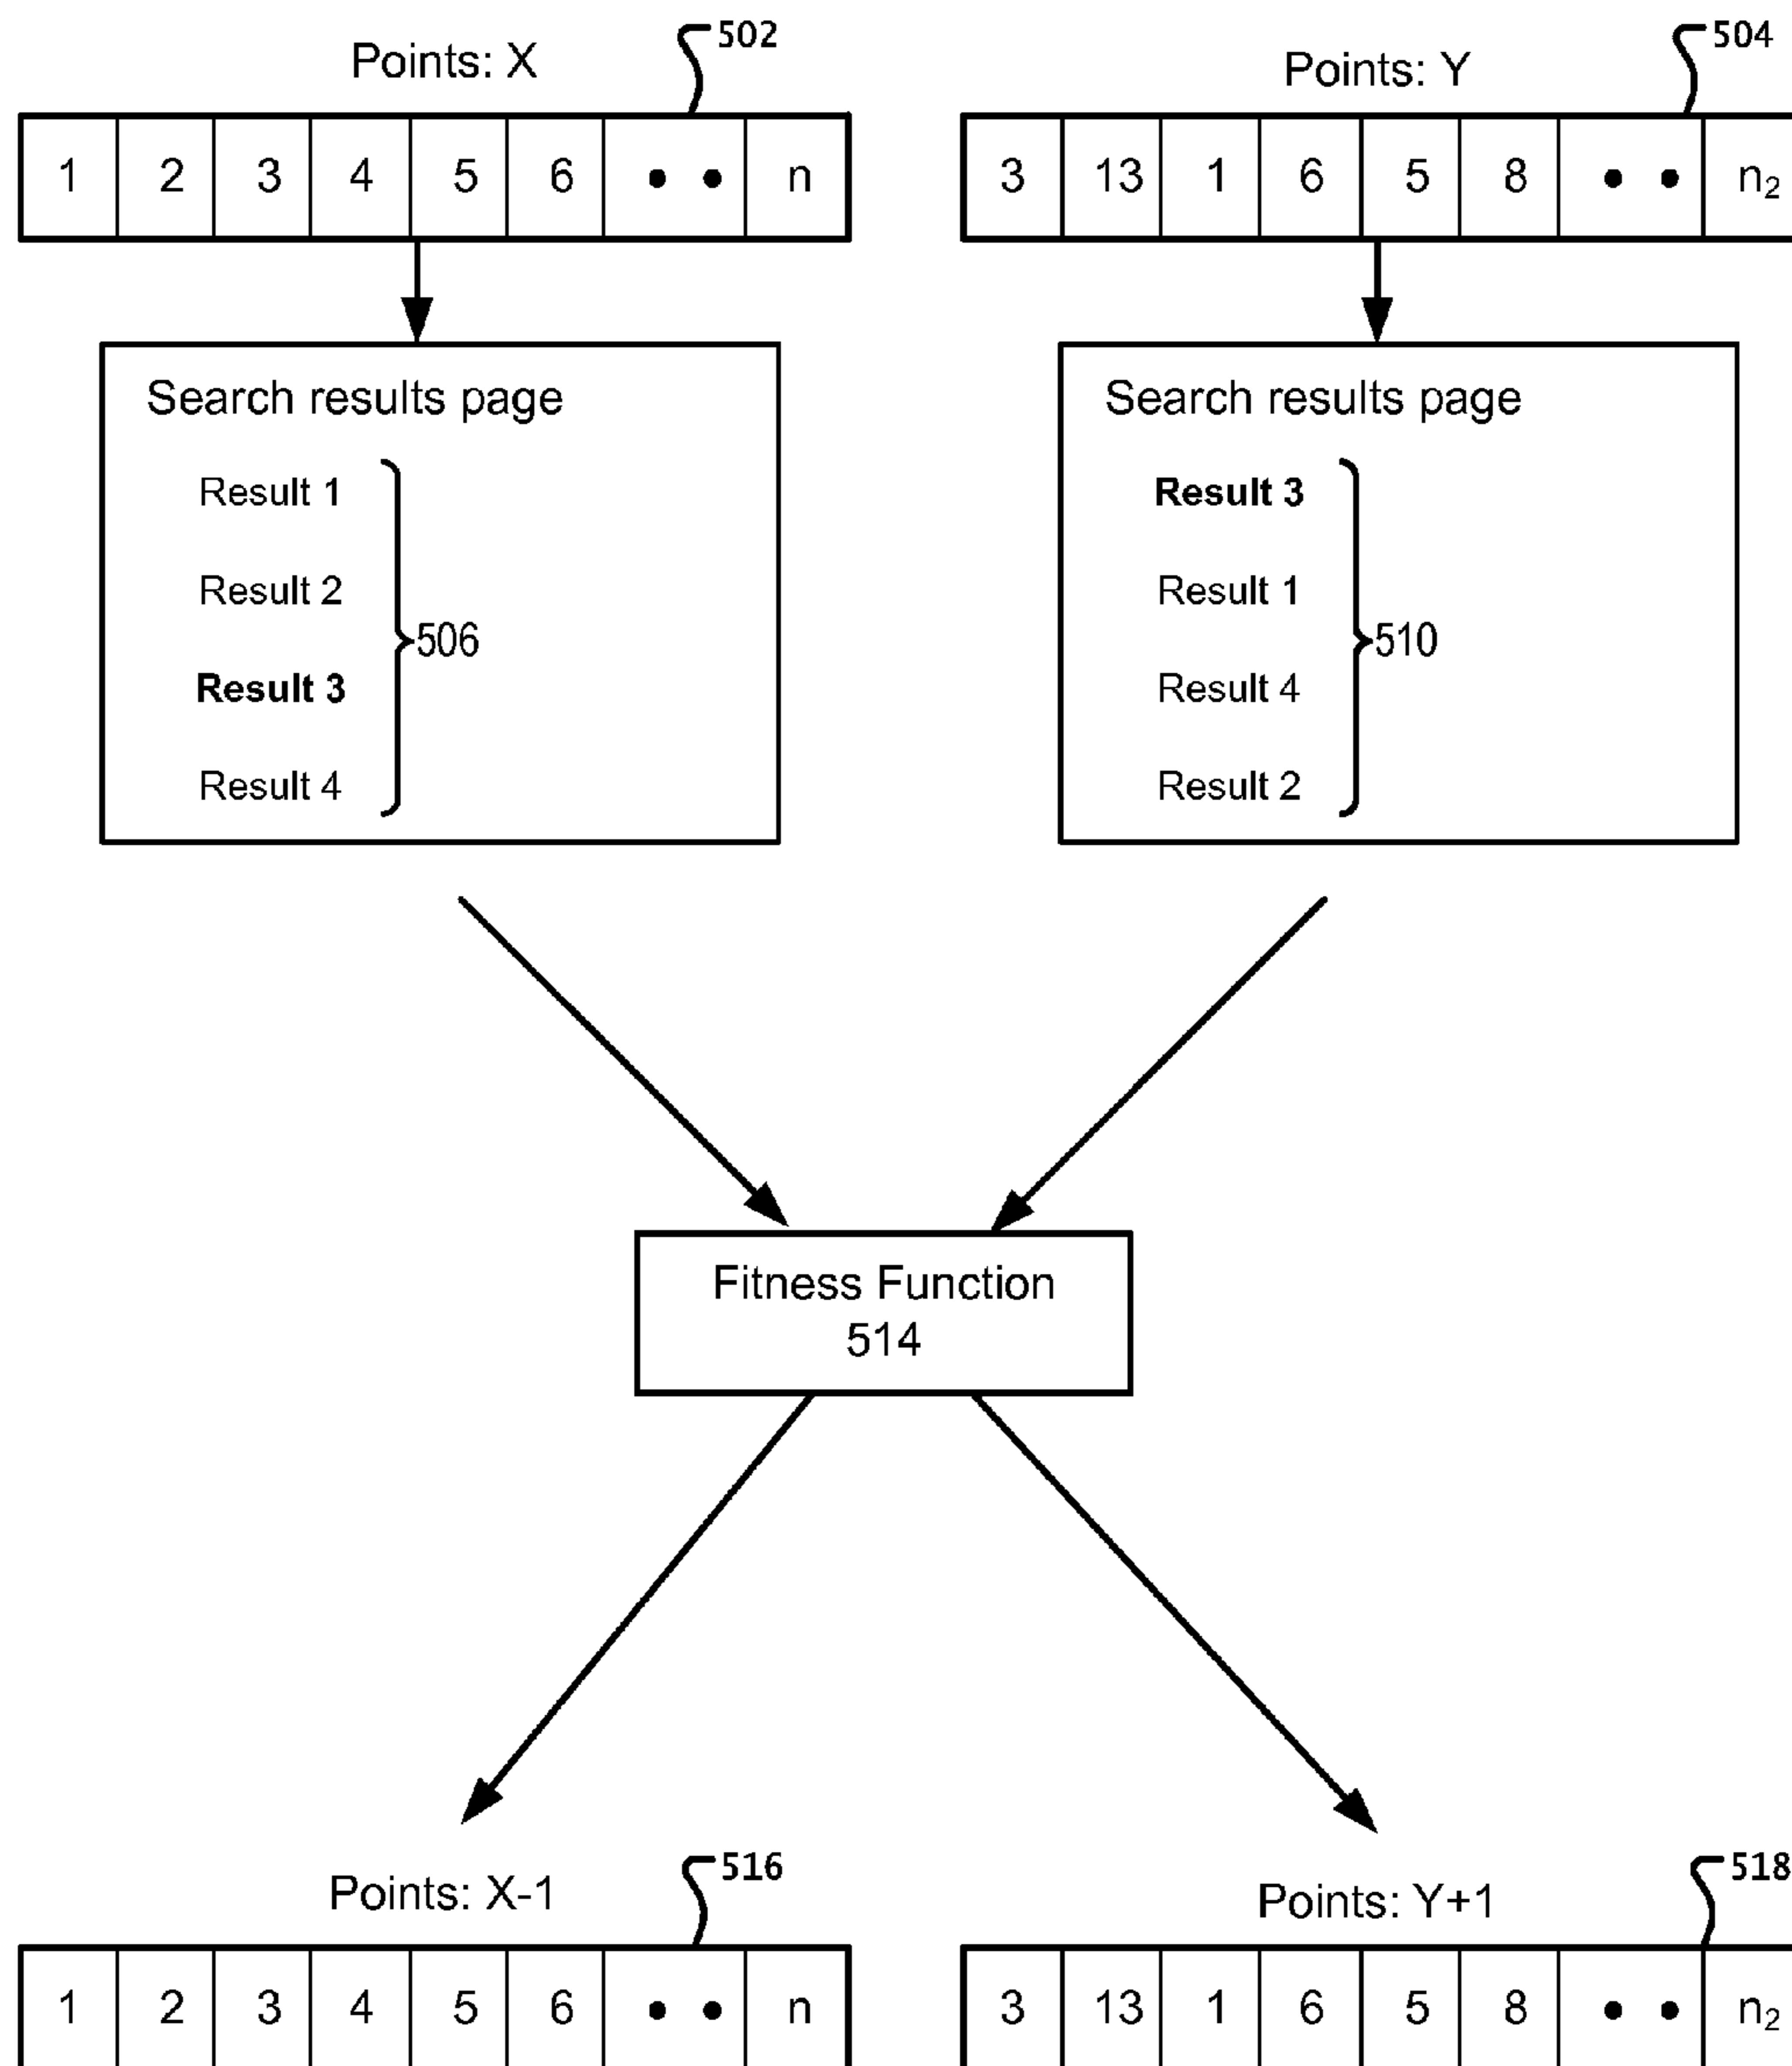 Points: X
502
1 2 3 4 5 6 • • n
Search results page
Result 1
Result 2
Result 3
Result 4
506
Points: Y
504
3 13 1 6 5 8 • • n₂
Search results page
Result 3
Result 1
Result 4
Result 2
510
Fitness Function
514
Points: X-1
516
1 2 3 4 5 6 • • n
Points: Y+1
518
3 13 1 6 5 8 • • n₂